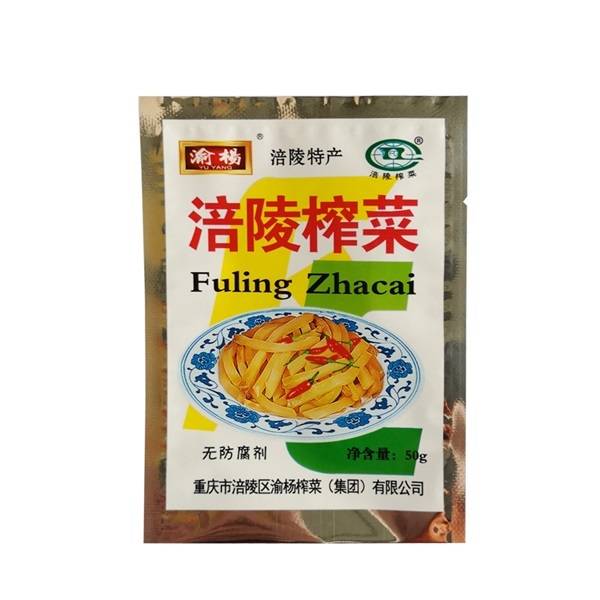 渝楊
YU YANG
®
涪陵特产
®
涪陵榨菜
涪陵榨菜
Fuling Zhacai
无防腐剂
净含量：50g
重庆市涪陵区渝杨榨菜（集团）有限公司